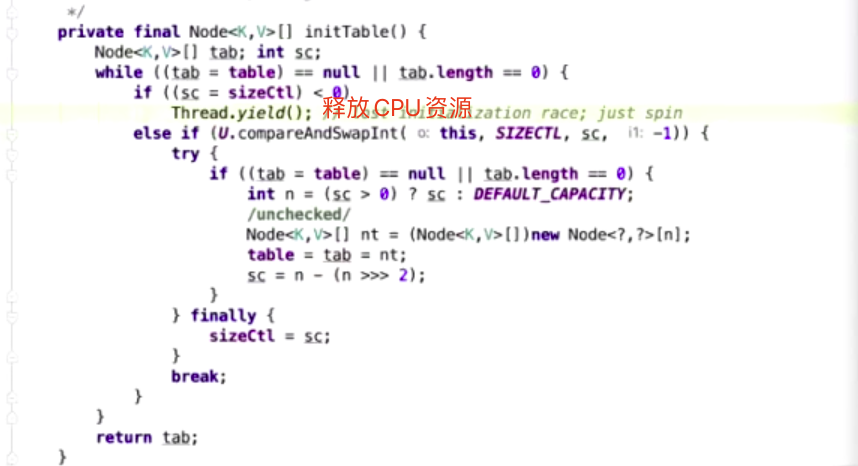 */
private final Node<K,V>[] initTable() {
Node<K,V>[] tab; int sc;
while ((tab = table) == null || tab.length == 0) {
if ((sc = sizeCtl) < 0)
释放CPU资源
Thread.yield(); // initialization race; just spin
else if (U.compareAndSwapInt( o: this, SIZECTL, sc, i1: -1)) {
try {
if ((tab = table) == null || tab.length == 0) {
int n = (sc > 0) ? sc : DEFAULT_CAPACITY;
/unchecked/
Node<K,V>[] nt = (Node<K,V>[])new Node<?,?>[n];
table = tab = nt;
sc = n - (n >>> 2);
}
} finally {
sizeCtl = sc;
}
break;
}
}
return tab;
}